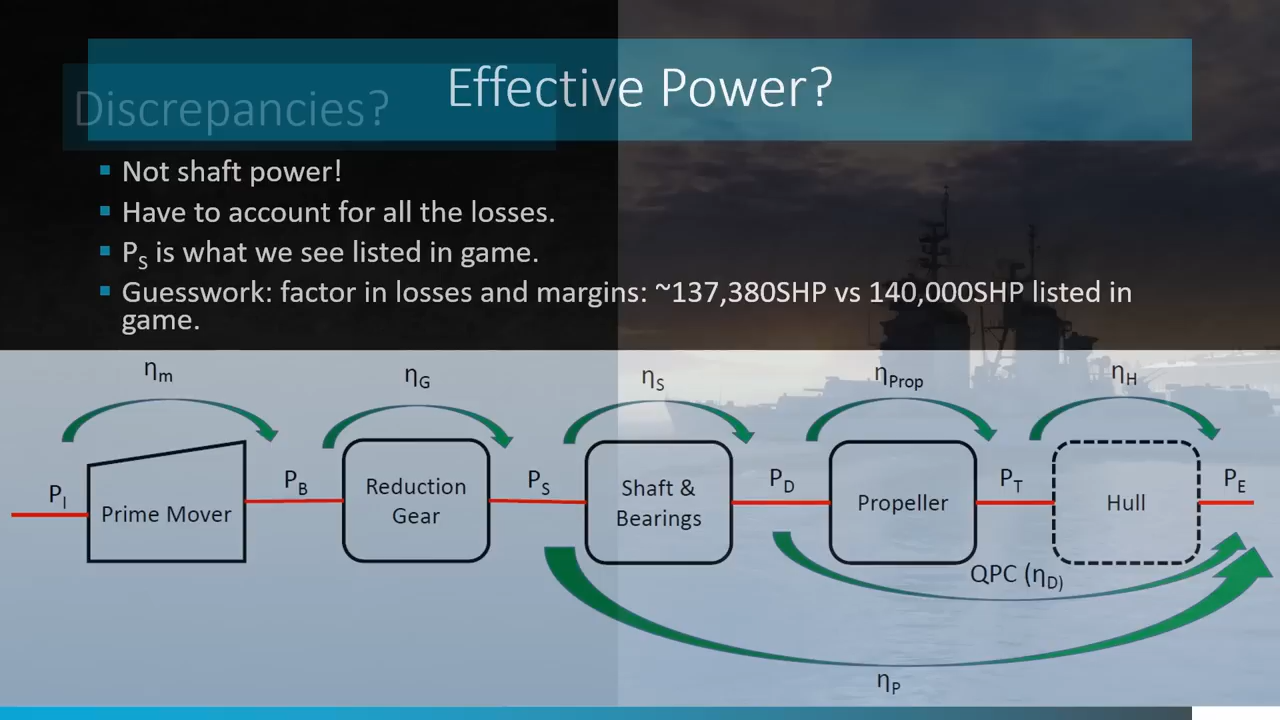 Effective Power?
Discrepancies?
Not shaft power!
Have to account for all the losses.
PS is what we see listed in game.
Guesswork: factor in losses and margins: ~137,380SHP vs 140,000SHP listed in
game.
ηm
ηG
ηS
ηProp
ηH
PI
Prime Mover
PB
Reduction
Gear
PS
Shaft &
Bearings
PD
Propeller
PT
Hull
PE
QPC (ηD)
ηP